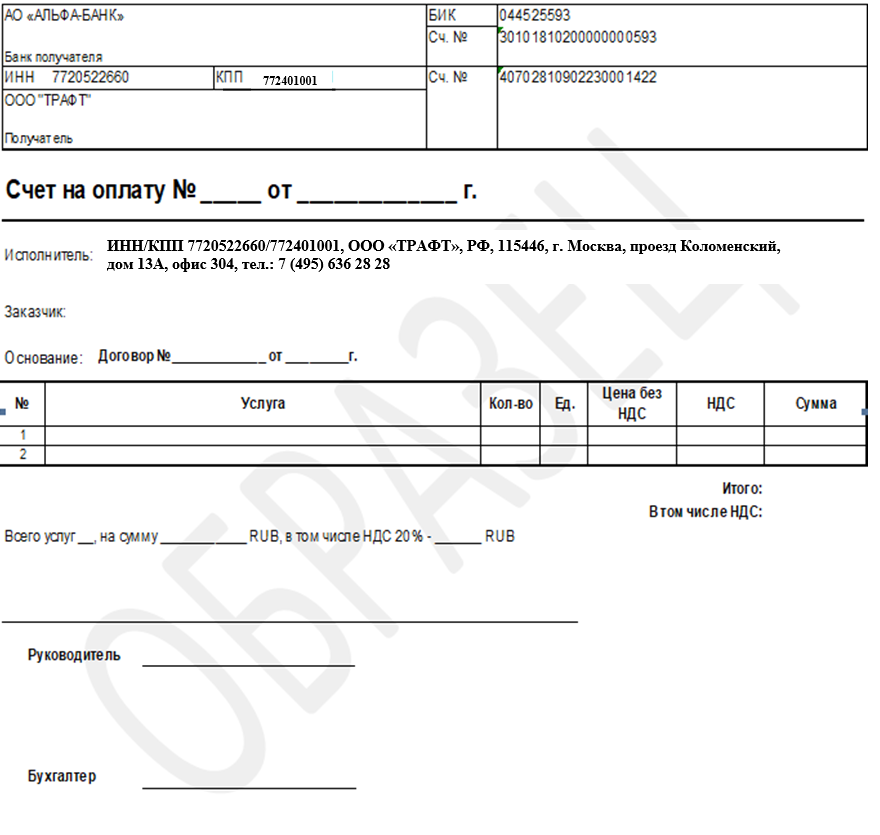 АО «АЛЬФА-БАНК» БИК 044525593
Сч. № 30101810200000000593
Банк получателя
ИНН 7720522660 КПП 772401001 Сч. № 40702810902230001422
ООО "ТРАФТ"
Получатель
Счет на оплату № _____ от _____________ г.
Исполнитель: ИНН/КПП 7720522660/772401001, ООО «ТРАФТ», РФ, 115446, г. Москва, проезд Коломенский,
дом 13А, офис 304, тел.: 7 (495) 636 28 28
Заказчик:
Основание: Договор №____________ от ________г.
№ Услуга Кол-во Ед. Цена без НДС НДС Сумма
1
2
Итого:
В том числе НДС:
Всего услуг __, на сумму ___________ RUB, в том числе НДС 20% - ______ RUB
Руководитель
Бухгалтер
ОБРАЗЕЦ